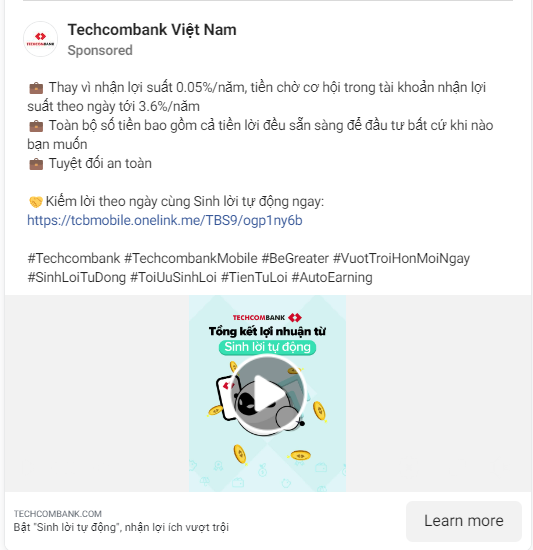 TECHCOMBANK
Techcombank Việt Nam
Sponsored
💼 Thay vì nhận lợi suất 0.05%/năm, tiền chờ cơ hội trong tài khoản nhận lợi
suất theo ngày tới 3.6%/năm
💼 Toàn bộ số tiền bao gồm cả tiền lời đều sẵn sàng để đầu tư bất cứ khi nào
bạn muốn
💼 Tuyệt đối an toàn
🤝Kiếm lời theo ngày cùng Sinh lời tự động ngay:
https://tcbmobile.onelink.me/TBS9/ogp1ny6b
#Techcombank #TechcombankMobile #BeGreater #VuotTroiHonMoiNgay
#SinhLoiTuDong #ToiUuSinhLoi #TienTuLoi #AutoEarning
TECHCOMBANK
Tổng kết lợi nhuận từ
Sinh lời tự động
TECHCOMBANK.COM
Bật "Sinh lời tự động", nhận lợi ích vượt trội
Learn more